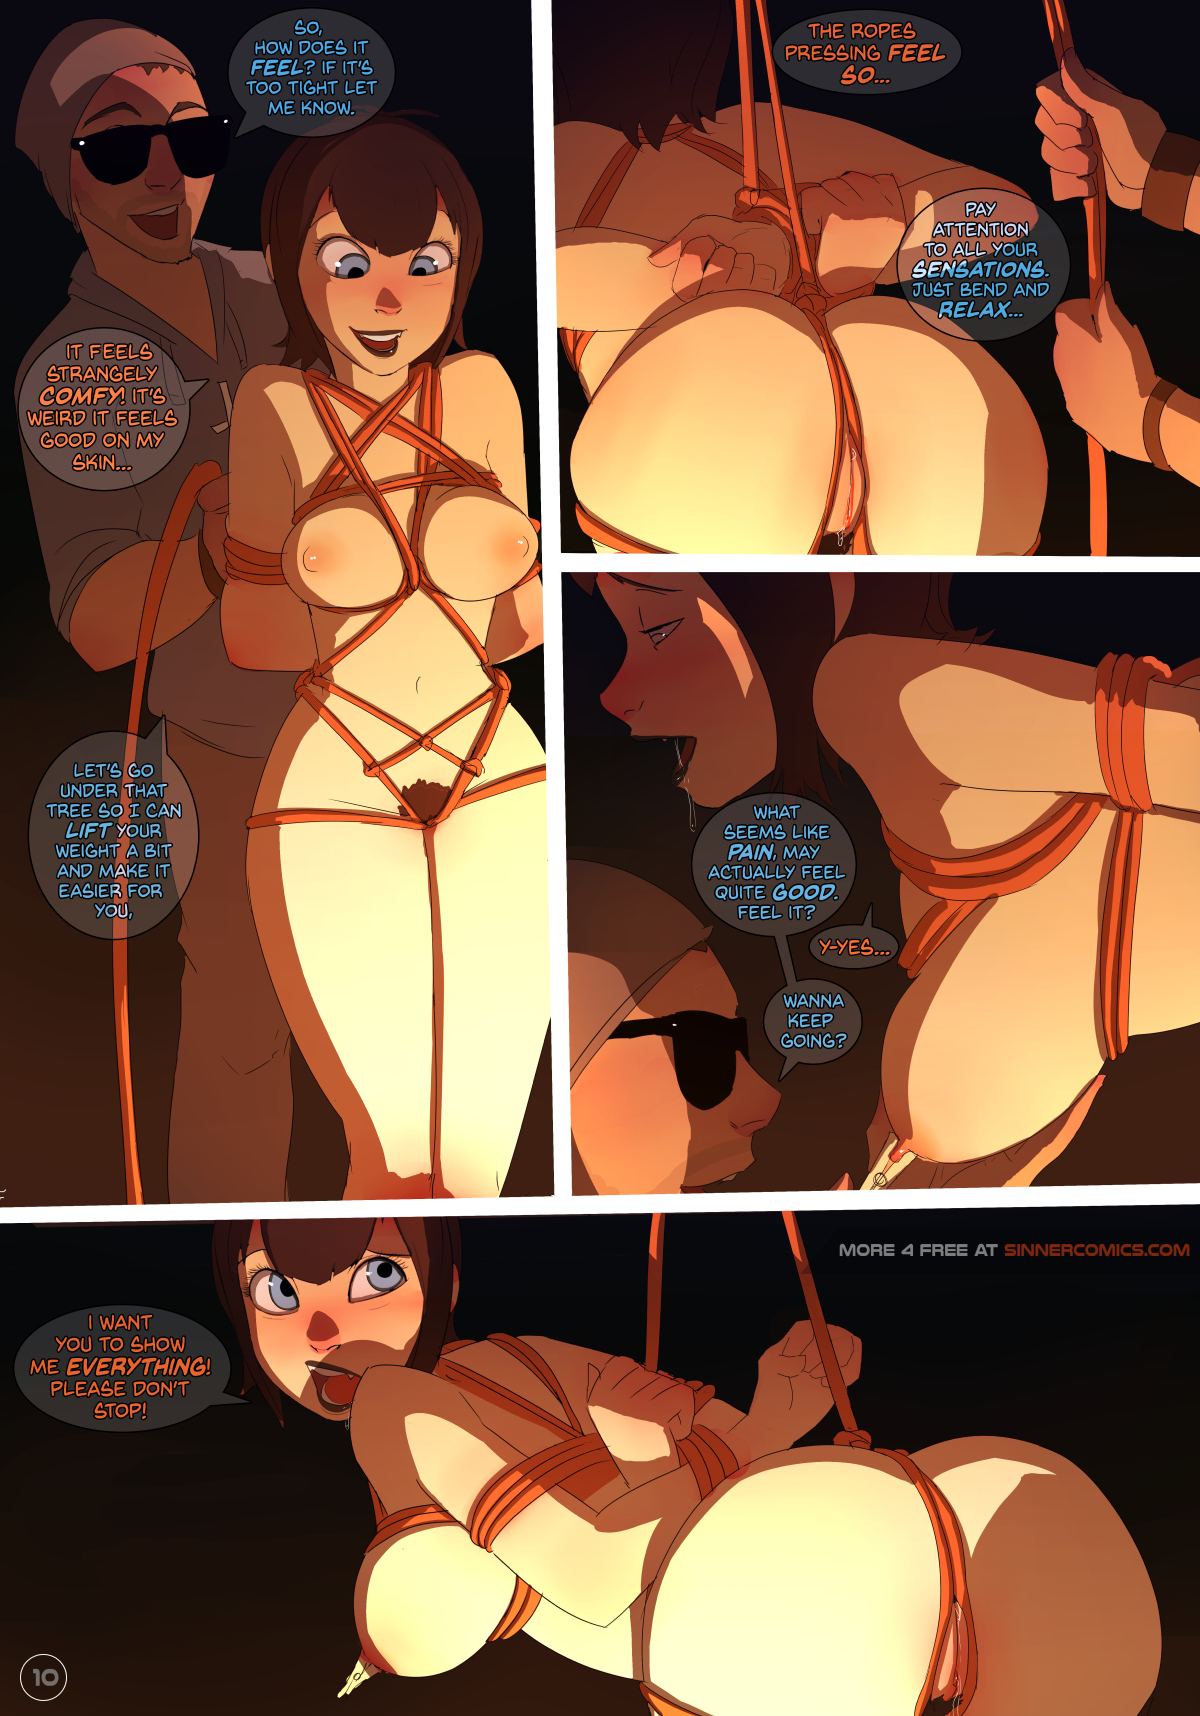 SO,
HOW DOES IT
FEEL? IF IT'S
TOO TIGHT LET
ME KNOW.
IT FEELS
STRANGELY
COMFY! IT'S
WEIRD IT FEELS
GOOD ON MY
SKIN...
LET'S GO
UNDER THAT
TREE SO I CAN
LIFT YOUR
WEIGHT A BIT
AND MAKE IT
EASIER FOR
YOU,
THE ROPES
PRESSING FEEL
SO...
PAY
ATTENTION
TO ALL YOUR
SENSATIONS.
JUST BEND AND
RELAX...
WHAT
SEEMS LIKE
PAIN, MAY
ACTUALLY FEEL
QUITE GOOD.
FEEL IT?
Y-YES...
WANNA
KEEP
GOING?
MORE 4 FREE AT SINNERCOMICS.COM
I WANT
YOU TO SHOW
ME EVERYTHING!
PLEASE DON'T
STOP!
10